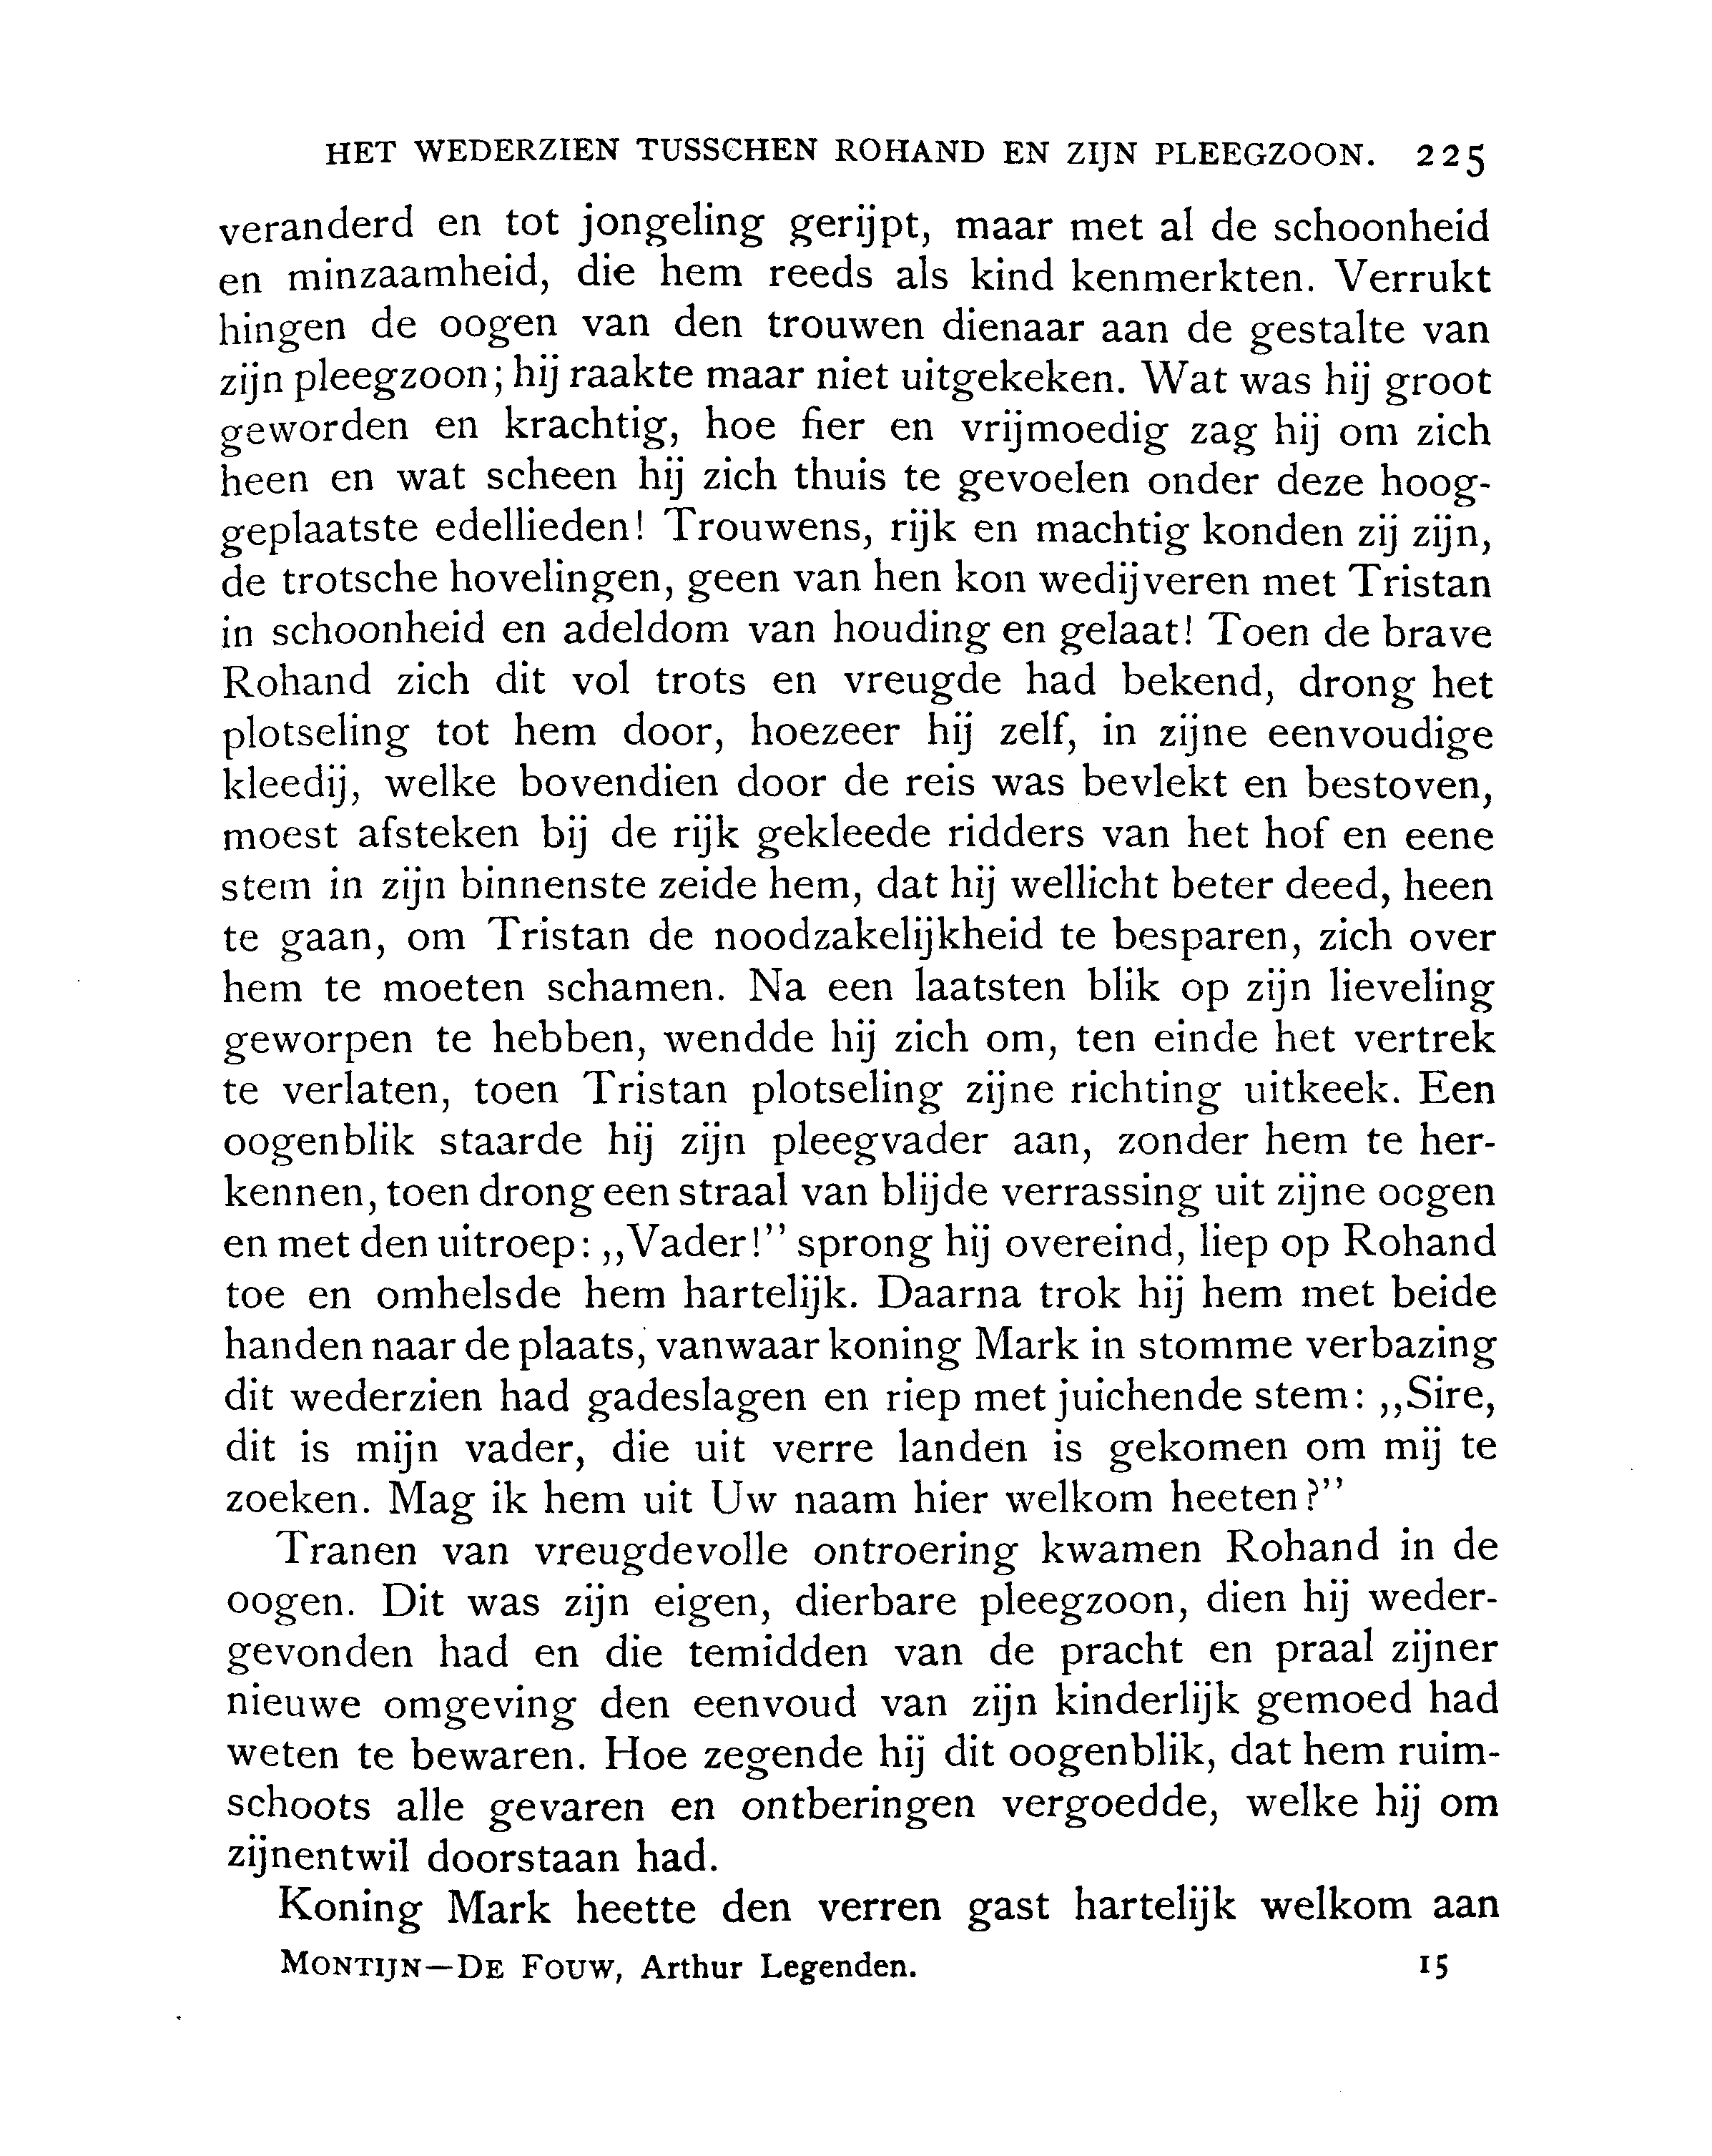 HET WEDERZIEN TUSSCHEN ROHAND EN ZIJN PLEEGZOON. 225
veranderd en tot jongeling gerijpt, maar met al de schoonheid
en minzaamheid, die hem reeds als kind kenmerkten. Verrukt
hingen de oogen van den trouwen dienaar aan de gestalte van
zijn pleegzoon; hij raakte maar niet uitgekeken. Wat was hij groot
geworden en krachtig, hoe fier en vrijmoedig zag hij om zich
heen en wat scheen hij zich thuis te gevoelen onder deze hoog-
geplaatste edellieden! Trouwens, rijk en machtig konden zij zijn,
de trotsche hovelingen, geen van hen kon wedijveren met Tristan
in schoonheid en adeldom van houding en gelaat! Toen de brave
Rohand zich dit vol trots en vreugde had bekend, drong het
plotseling tot hem door, hoezeer hij zelf, in zijne eenvoudige
kleedij, welke bovendien door de reis was bevlekt en bestoven,
moest afsteken bij de rijk gekleede ridders van het hof en eene
stem in zijn binnenste zeide hem, dat hij wellicht beter deed, heen
te gaan, om Tristan de noodzakelijkheid te besparen, zich over
hem te moeten schamen. Na een laatsten blik op zijn lieveling
geworpen te hebben, wendde hij zich om, ten einde het vertrek
te verlaten, toen Tristan plotseling zijne richting uitkeek. Een
oogenblik staarde hij zijn pleegvader aan, zonder hem te her-
kennen, toen drong een straal van blijde verrassing uit zijne oogen
en met den uitroep: ,,Vader!" sprong hij overeind, liep op Rohand
toe en omhelsde hem hartelijk. Daarna trok hij hem met beide
handen naar de plaats, vanwaar koning Mark in stomme verbazing
dit wederzien had gadeslagen en riep met juichende stem: ,,Sire,
dit is mijn vader, die uit verre landen is gekomen om mij te
zoeken. Mag ik hem uit Uw naam hier welkom heeten?"
Tranen van vreugdevolle ontroering kwamen Rohand in de
oogen. Dit was zijn eigen, dierbare pleegzoon, dien hij weder-
gevonden had en die temidden van de pracht en praal zijner
nieuwe omgeving den eenvoud van zijn kinderlijk gemoed had
weten te bewaren. Hoe zegende hij dit oogenblik, dat hem ruim-
schoots alle gevaren en ontberingen vergoedde, welke hij om
zijnentwil doorstaan had.
Koning Mark heette den verren gast hartelijk welkom aan
MONTIJN—DE FOUW, Arthur Legenden. 15